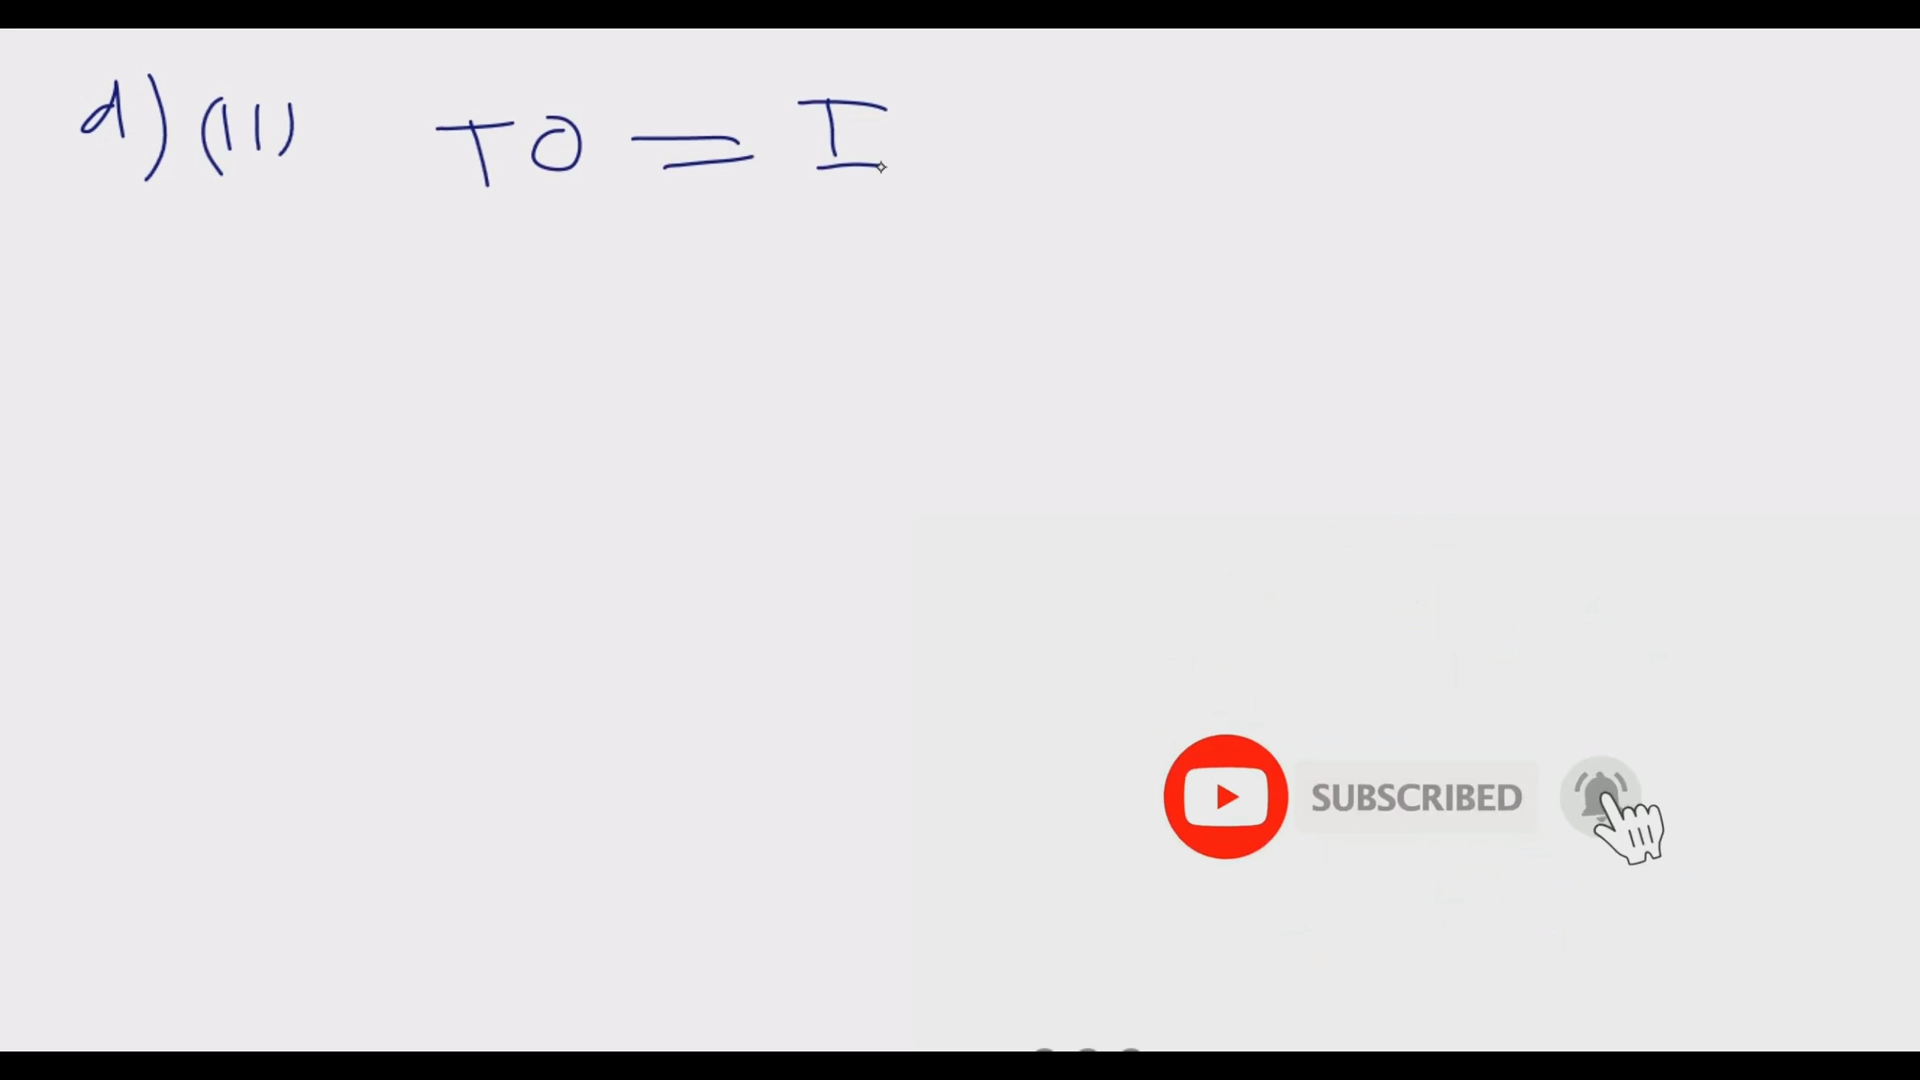 d) (11) TO = I
SUBSCRIBED